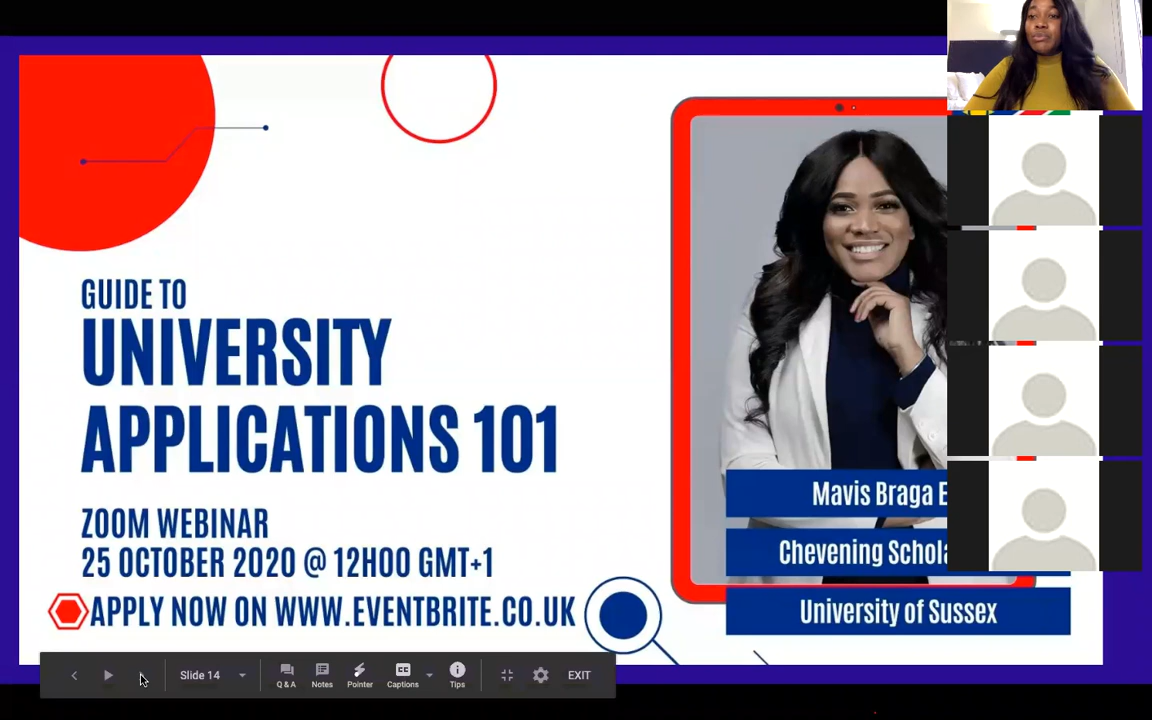 GUIDE TO
UNIVERSITY
APPLICATIONS 101
ZOOM WEBINAR
25 OCTOBER 2020 @ 12H00 GMT+1
APPLY NOW ON WWW.EVENTBRITE.CO.UK
Mavis Braga
Chevening
University of Sussex
Slide 14
Q & A
Notes
Pointer
Captions
Tips
EXIT